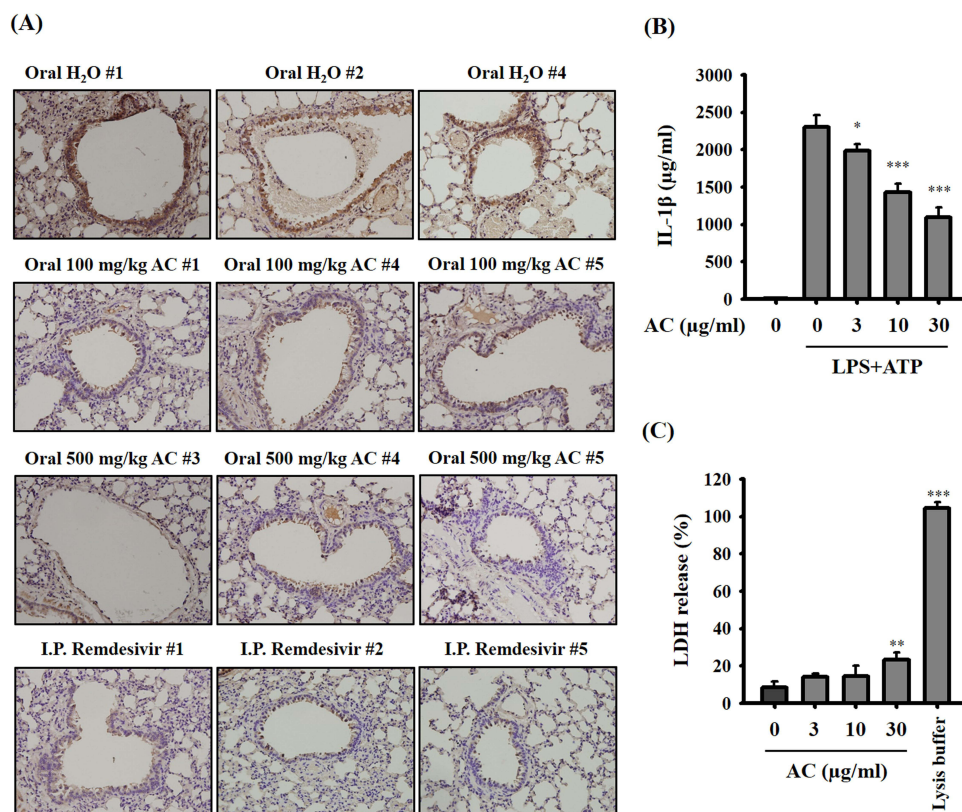 (A)
Oral H₂O #1 Oral H₂O #2 Oral H₂O #4
Oral 100 mg/kg AC #1 Oral 100 mg/kg AC #4 Oral 100 mg/kg AC #5
Oral 500 mg/kg AC #3 Oral 500 mg/kg AC #4 Oral 500 mg/kg AC #5
I.P. Remdesivir #1 I.P. Remdesivir #2 I.P. Remdesivir #5
(B)
IL-1β (μg/ml)
3000
2500
2000
1500
1000
500
0
*
***
***
AC (μg/ml) 0 0 3 10 30
LPS+ATP
(C)
LDH release (%)
120
100
80
60
40
20
0
**
***
0 3 10 30 Lysis buffer
AC (μg/ml)